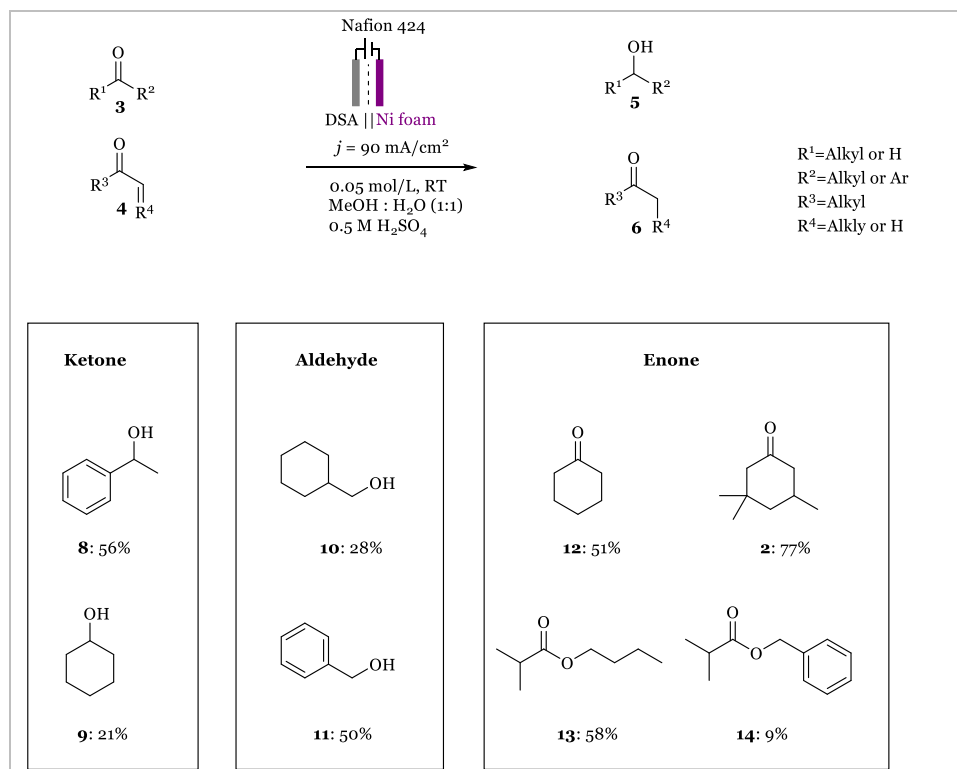 Nafion 424
O
R¹ R²
3
DSA ||Ni foam
j = 90 mA/cm²
O
R³
4 R⁴
0.05 mol/L, RT
MeOH : H₂O (1:1)
0.5 M H₂SO₄
OH
R¹ R²
5
O
R³
6 R⁴
R¹=Alkyl or H
R²=Alkyl or Ar
R³=Alkyl
R⁴=Alkly or H
Ketone
OH
8: 56%
OH
9: 21%
Aldehyde
OH
10: 28%
OH
11: 50%
Enone
O
12: 51%
O
2: 77%
O
O
13: 58%
O
O
14: 9%